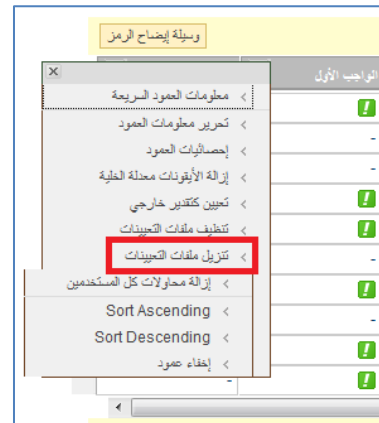 وسيلة إيضاح الرمز
الواجب الأول
معلومات العمود السريعة
تحرير معلومات العمود
إحصائيات العمود
إزالة الأيقونات معدلة الخلية
تعيين كتقدير خارجي
تنظيف ملفات التعيينات
تنزيل ملفات التعيينات
إزالة محاولات كل المستخدمين
Sort Ascending
Sort Descending
إخفاء عمود